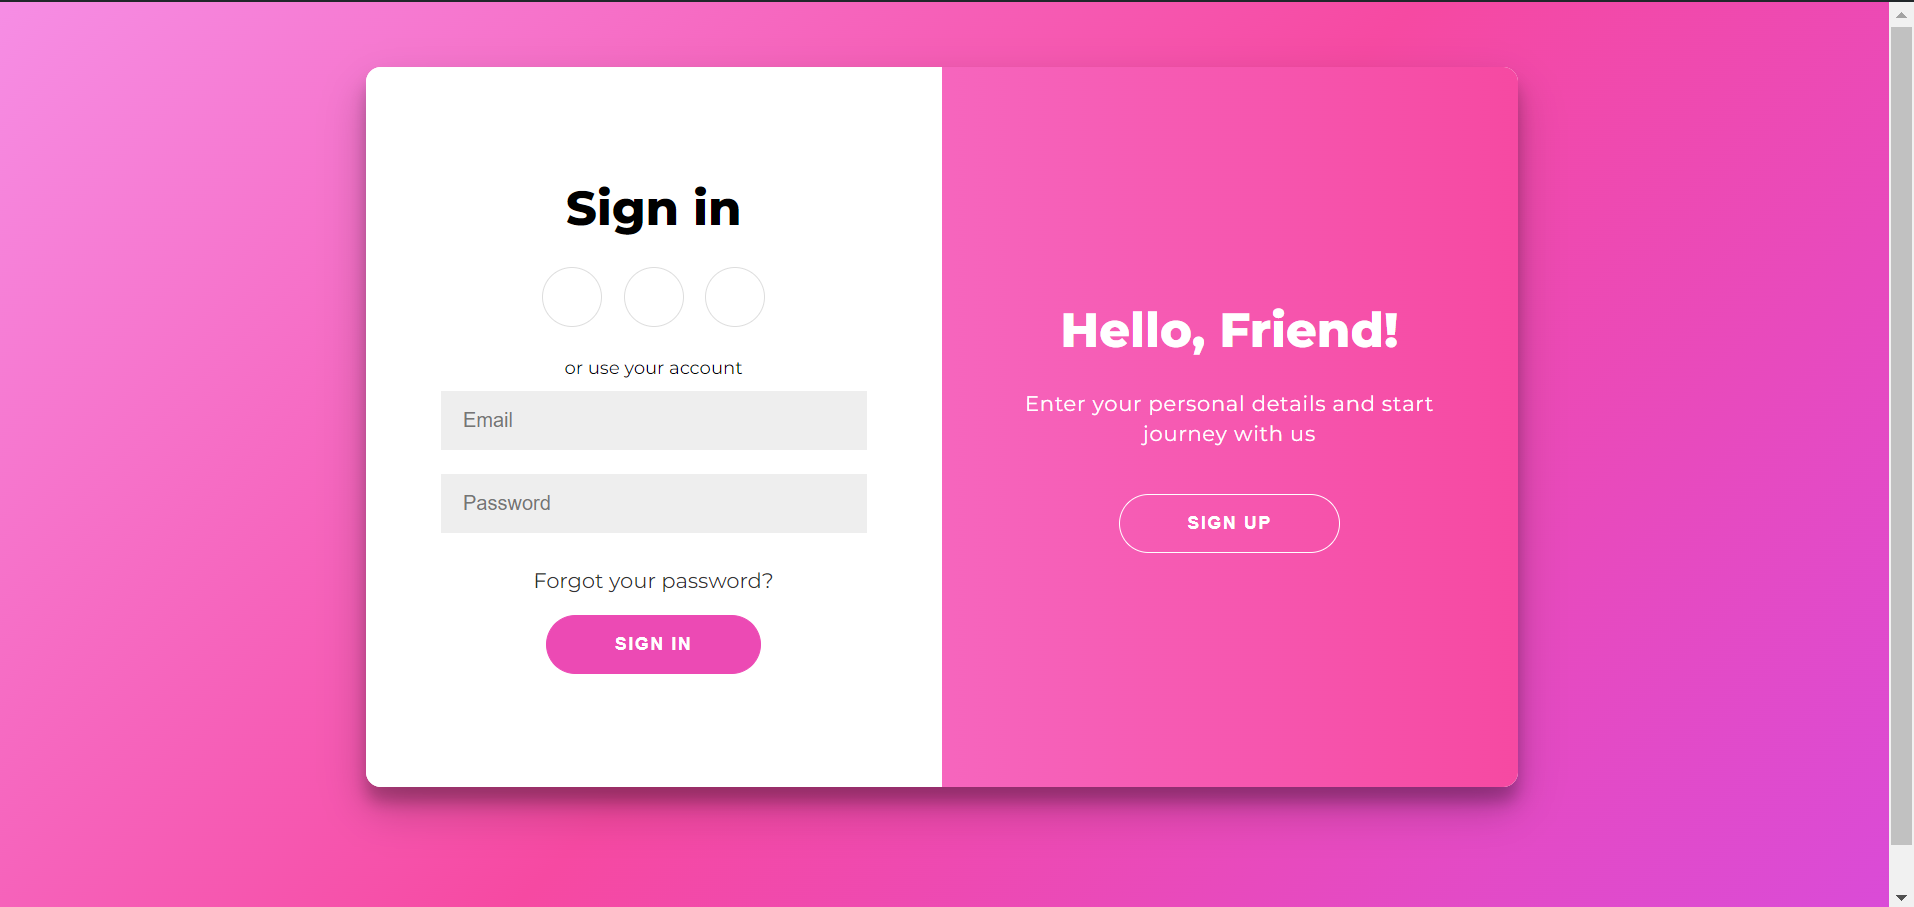 Sign in
or use your account
Email
Password
Forgot your password?
SIGN IN
Hello, Friend!
Enter your personal details and start
journey with us
SIGN UP